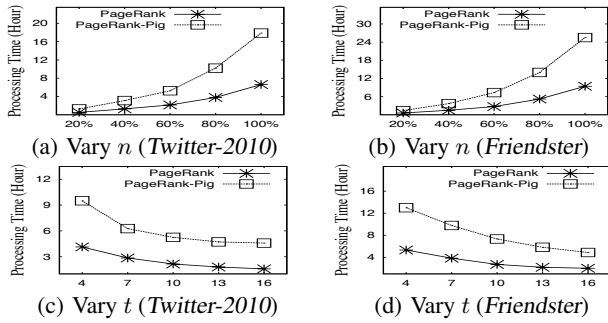 PageRank
PageRank-Pig
Processing Time (Hour)
20
16
12
8
4
20% 40% 60% 80% 100%
(a) Vary n (Twitter-2010)
PageRank
PageRank-Pig
Processing Time (Hour)
30
24
18
12
6
20% 40% 60% 80% 100%
(b) Vary n (Friendster)
PageRank
PageRank-Pig
Processing Time (Hour)
12
9
6
3
4 7 10 13 16
(c) Vary t (Twitter-2010)
PageRank
PageRank-Pig
Processing Time (Hour)
16
12
8
4
4 7 10 13 16
(d) Vary t (Friendster)